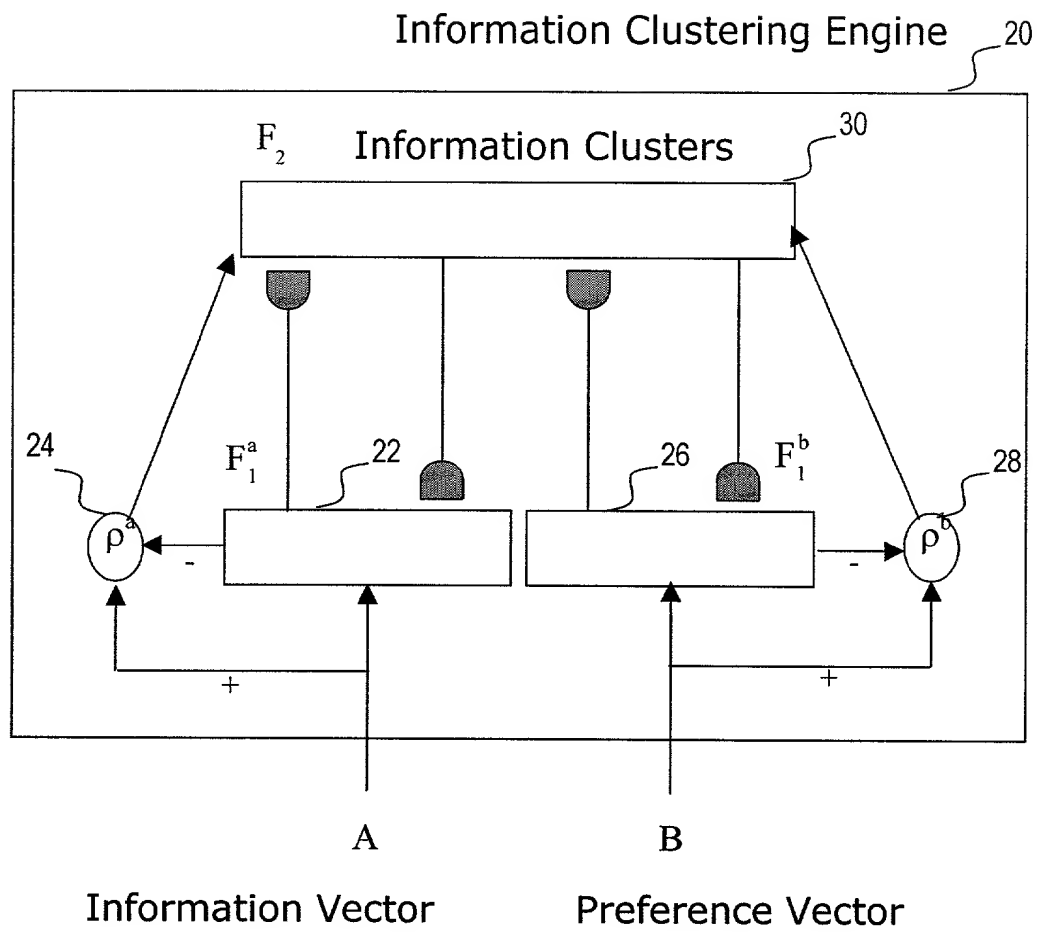 Information Clustering Engine
20
F₂ Information Clusters
30
24
F₁ᵃ
22
26
F₁ᵇ
28
ρᵃ
-
-
ρᵇ
+
+
A
B
Information Vector
Preference Vector